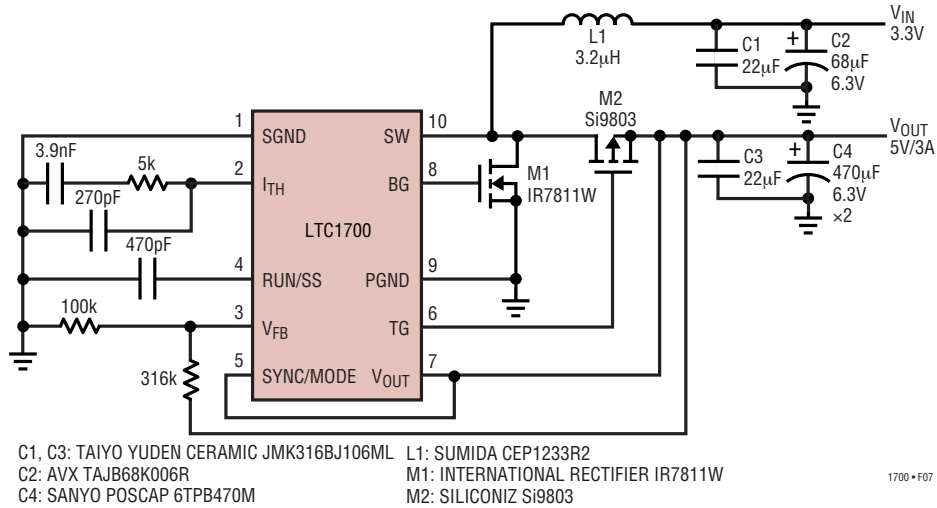 V_IN
3.3V
L1
3.2µH
C1
22µF
+
C2
68µF
6.3V
M2
Si9803
V_OUT
5V/3A
1
SGND
SW
10
3.9nF
5k
2
I_TH
BG
8
M1
IR7811W
C3
22µF
+
C4
470µF
6.3V
×2
270pF
LTC1700
470pF
4
RUN/SS
PGND
9
100k
3
V_FB
TG
6
316k
5
SYNC/MODE
V_OUT
7
C1, C3: TAIYO YUDEN CERAMIC JMK316BJ106ML
C2: AVX TAJB68K006R
C4: SANYO POSCAP 6TPB470M
L1: SUMIDA CEP1233R2
M1: INTERNATIONAL RECTIFIER IR7811W
M2: SILICONIZ Si9803
1700 • F07